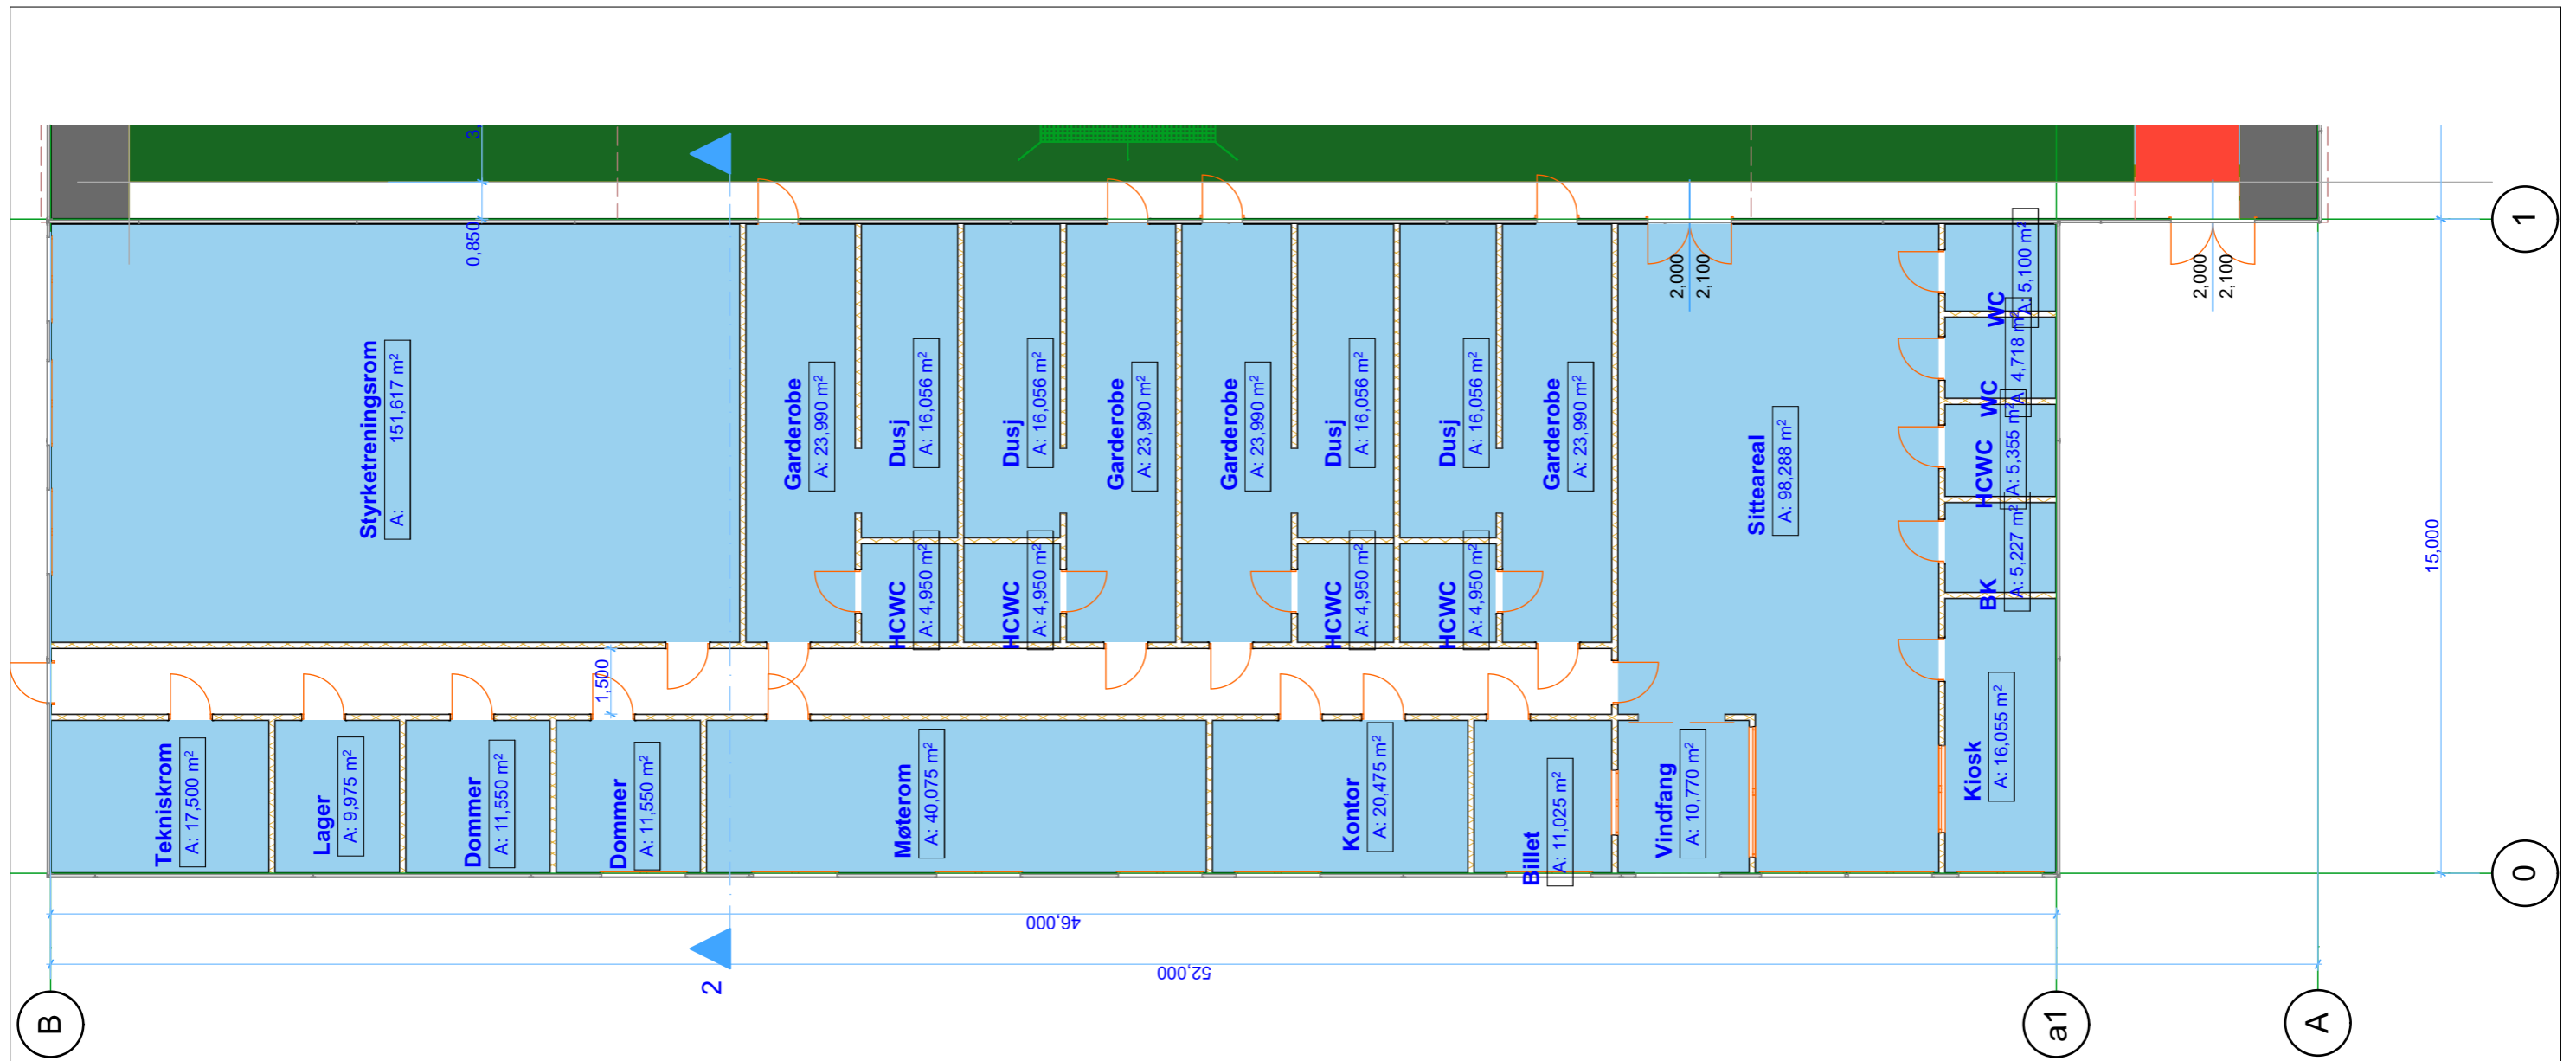 3,
0,850
Styrketreningsrom
A: 151,617 m²
Garderobe
A: 23,990 m²
Dusj
A: 16,056 m²
Dusj
A: 16,056 m²
Garderobe
A: 23,990 m²
Garderobe
A: 23,990 m²
Dusj
A: 16,056 m²
Dusj
A: 16,056 m²
Garderobe
A: 23,990 m²
HCWC
A: 4,950 m²
HCWC
A: 4,950 m²
HCWC
A: 4,950 m²
HCWC
A: 4,950 m²
2,000
2,100
2,000
2,100
Sitteareal
A: 98,288 m²
WC
A: 5,100 m²
WC
A: 4,718 m²
HCWC
A: 5,355 m²
BK
A: 5,227 m²
Kiosk
A: 16,055 m²
1,500
Tekniskrom
A: 17,500 m²
Lager
A: 9,975 m²
Dommer
A: 11,550 m²
Dommer
A: 11,550 m²
Møterom
A: 40,075 m²
Kontor
A: 20,475 m²
Billet
A: 11,025 m²
Vindfang
A: 10,770 m²
15,000
46,000
52,000
2
1
0
B
a1
A